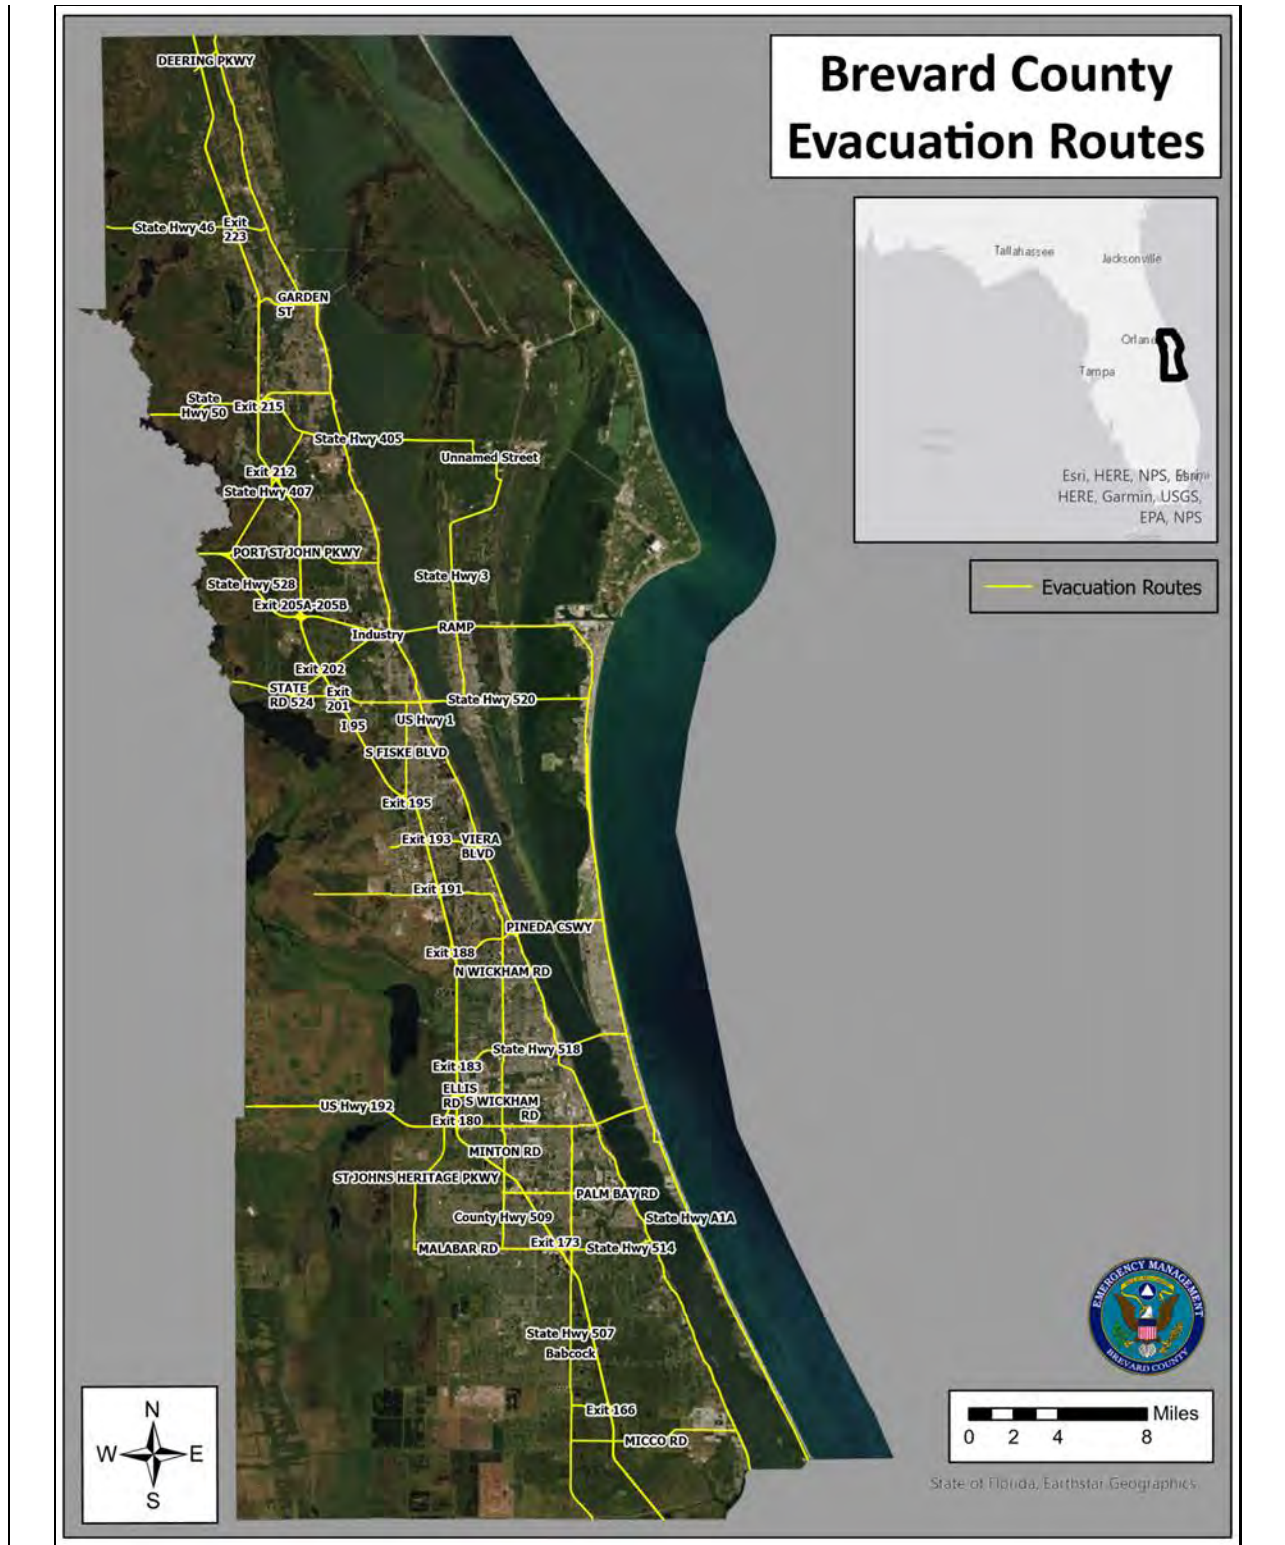 Brevard County
Evacuation Routes
Tallahassee
Jacksonville
Tampa
Esri, HERE, NPS,
HERE, Garmin, USGS,
EPA, NPS
Evacuation Routes
DEERING PKWY
State Hwy 46
Exit
223
GARDEN
ST
State
Hwy 50
Exit 215
State Hwy 405
Unnamed Street
Exit 212
State Hwy 407
PORT ST JOHN PKWY
State Hwy 3
State Hwy 528
Exit 205A-205B
Industry
RAMP
Exit 202
STATE
RD 524
Exit
201
State Hwy 520
I 95
US Hwy 1
S FISKE BLVD
Exit 195
Exit 193
VIERA
BLVD
Exit 191
PINEDA CSWY
Exit 188
N WICKHAM RD
State Hwy 518
Exit 183
ELLIS
RD
S WICKHAM
RD
US Hwy 192
Exit 180
MINTON RD
ST JOHNS HERITAGE PKWY
PALM BAY RD
County Hwy 509
State Hwy A1A
MALABAR RD
Exit 173
State Hwy 514
State Hwy 507
Babcock
Exit 166
MICCO RD
EMERGENCY MANAGEMENT
BREVARD COUNTY
N
W E
S
Miles
0 2 4 8
State of Florida, Earthstar Geographics